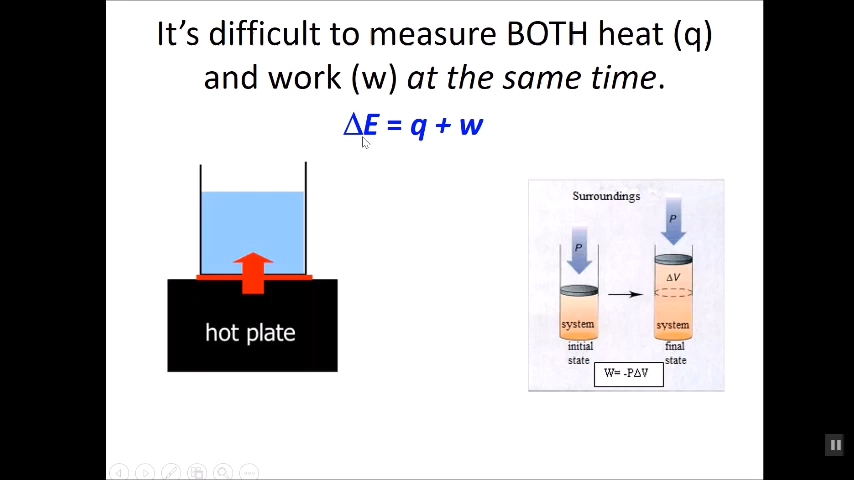 It's difficult to measure BOTH heat (q)
and work (w) at the same time.
ΔE = q + w
hot plate
Surroundings
P
P
ΔV
system
system
initial
state
final
state
W= -PΔV